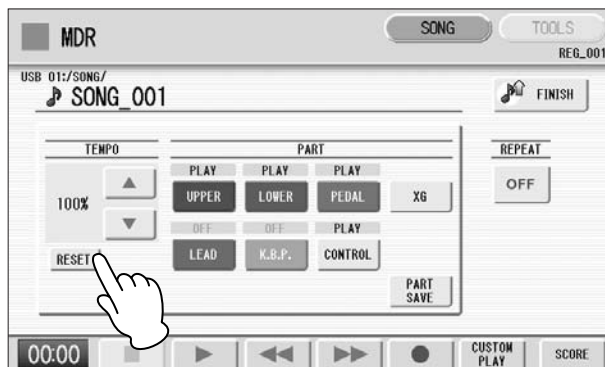 MDR
SONG
TOOLS
REG_001
USB 01:/SONG/
SONG_001
FINISH
TEMPO
PART
REPEAT
PLAY PLAY PLAY
100%
UPPER LOWER PEDAL XG
OFF
OFF OFF PLAY
RESET
LEAD K.B.P. CONTROL
PART
SAVE
00:00
CUSTOM
PLAY
SCORE